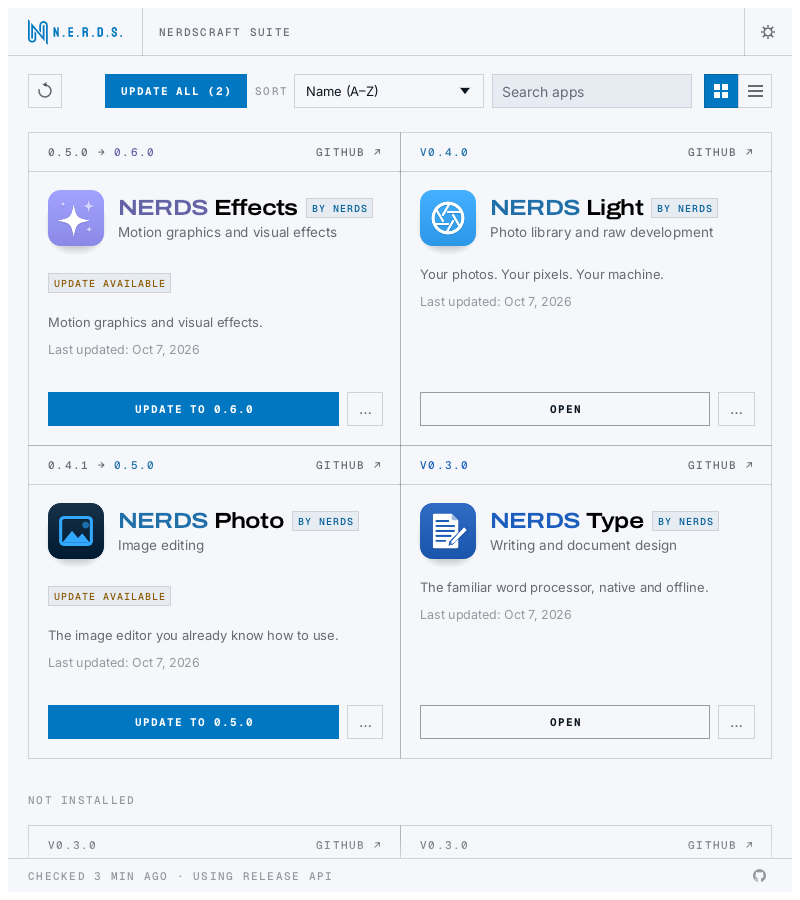 N.E.R.D.S.
NERDSCRAFT SUITE
UPDATE ALL (2)
SORT
Name (A–Z)
Search apps
0.5.0 → 0.6.0
GITHUB ↗
NERDS Effects
BY NERDS
Motion graphics and visual effects
UPDATE AVAILABLE
Motion graphics and visual effects.
Last updated: Oct 7, 2026
UPDATE TO 0.6.0
...
V0.4.0
GITHUB ↗
NERDS Light
BY NERDS
Photo library and raw development
Your photos. Your pixels. Your machine.
Last updated: Oct 7, 2026
OPEN
...
0.4.1 → 0.5.0
GITHUB ↗
NERDS Photo
BY NERDS
Image editing
UPDATE AVAILABLE
The image editor you already know how to use.
Last updated: Oct 7, 2026
UPDATE TO 0.5.0
...
V0.3.0
GITHUB ↗
NERDS Type
BY NERDS
Writing and document design
The familiar word processor, native and offline.
Last updated: Oct 7, 2026
OPEN
...
NOT INSTALLED
V0.3.0
GITHUB ↗
V0.3.0
GITHUB ↗
CHECKED 3 MIN AGO · USING RELEASE API